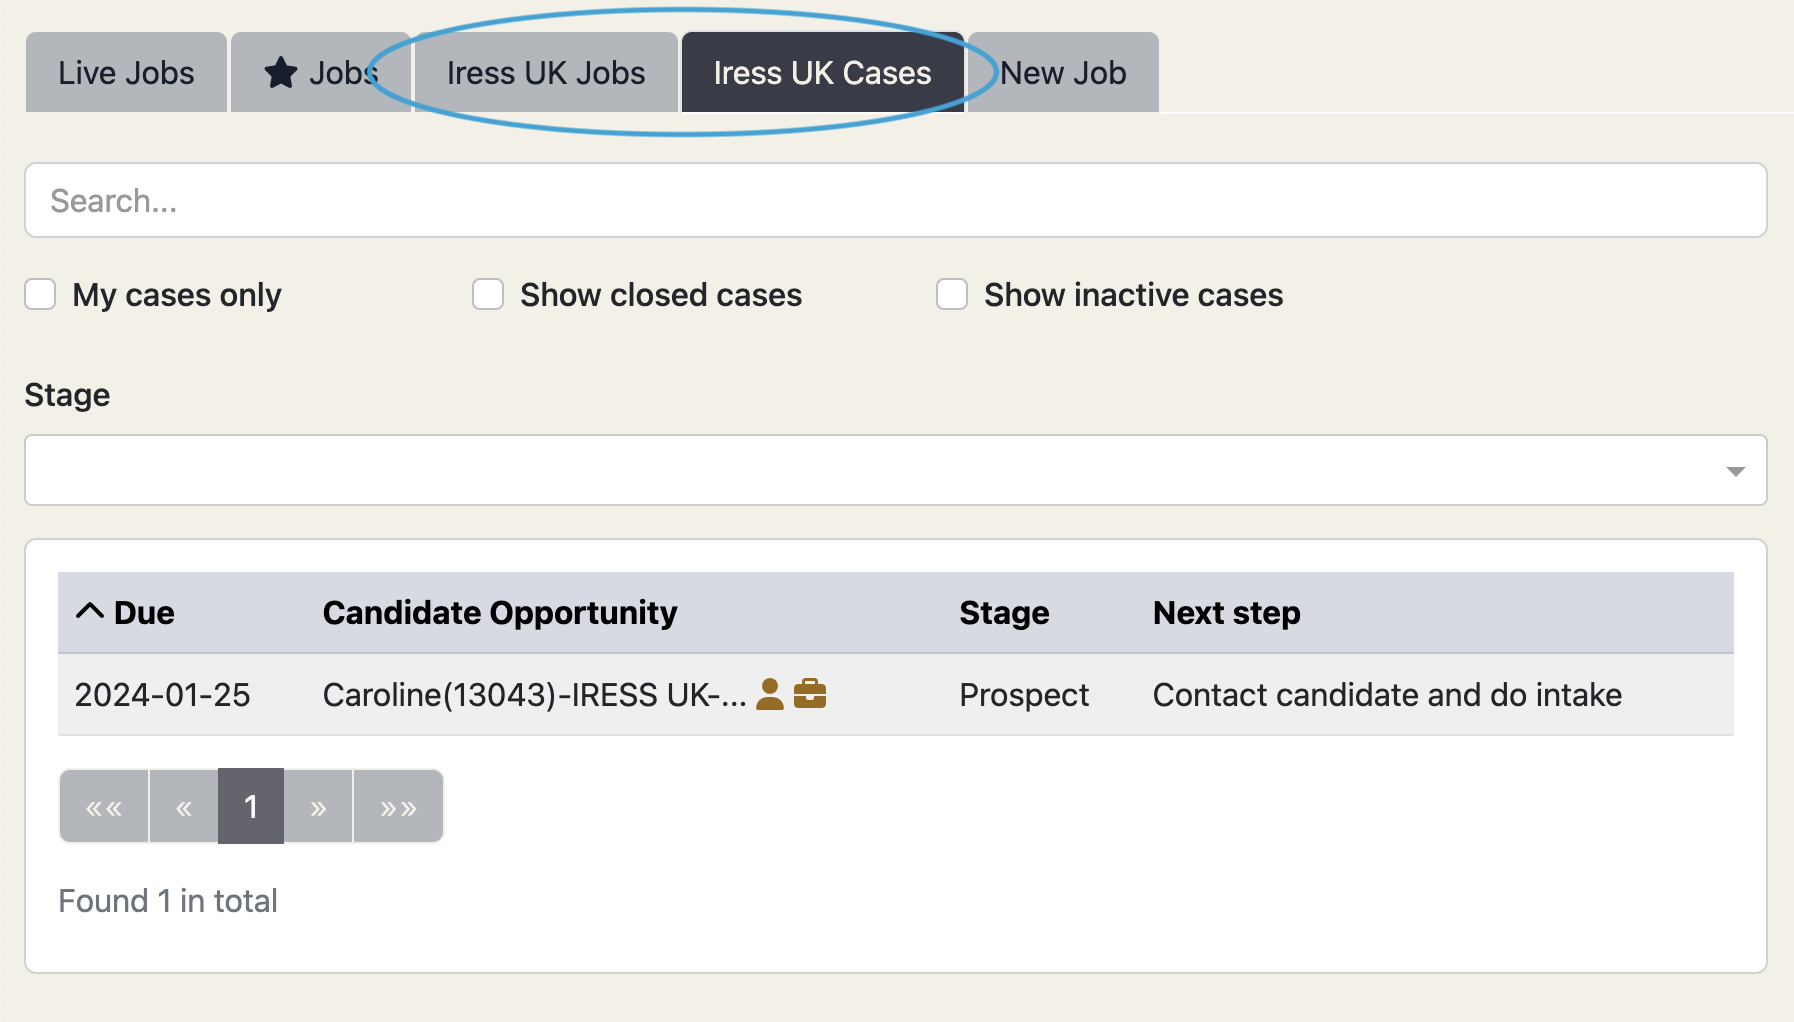 Live Jobs
Jobs
Iress UK Jobs
Iress UK Cases
New Job
Search...
My cases only
Show closed cases
Show inactive cases
Stage
Due
Candidate Opportunity
Stage
Next step
2024-01-25
Caroline(13043)-IRESS UK-...
Prospect
Contact candidate and do intake
««
«
1
»
»»
Found 1 in total